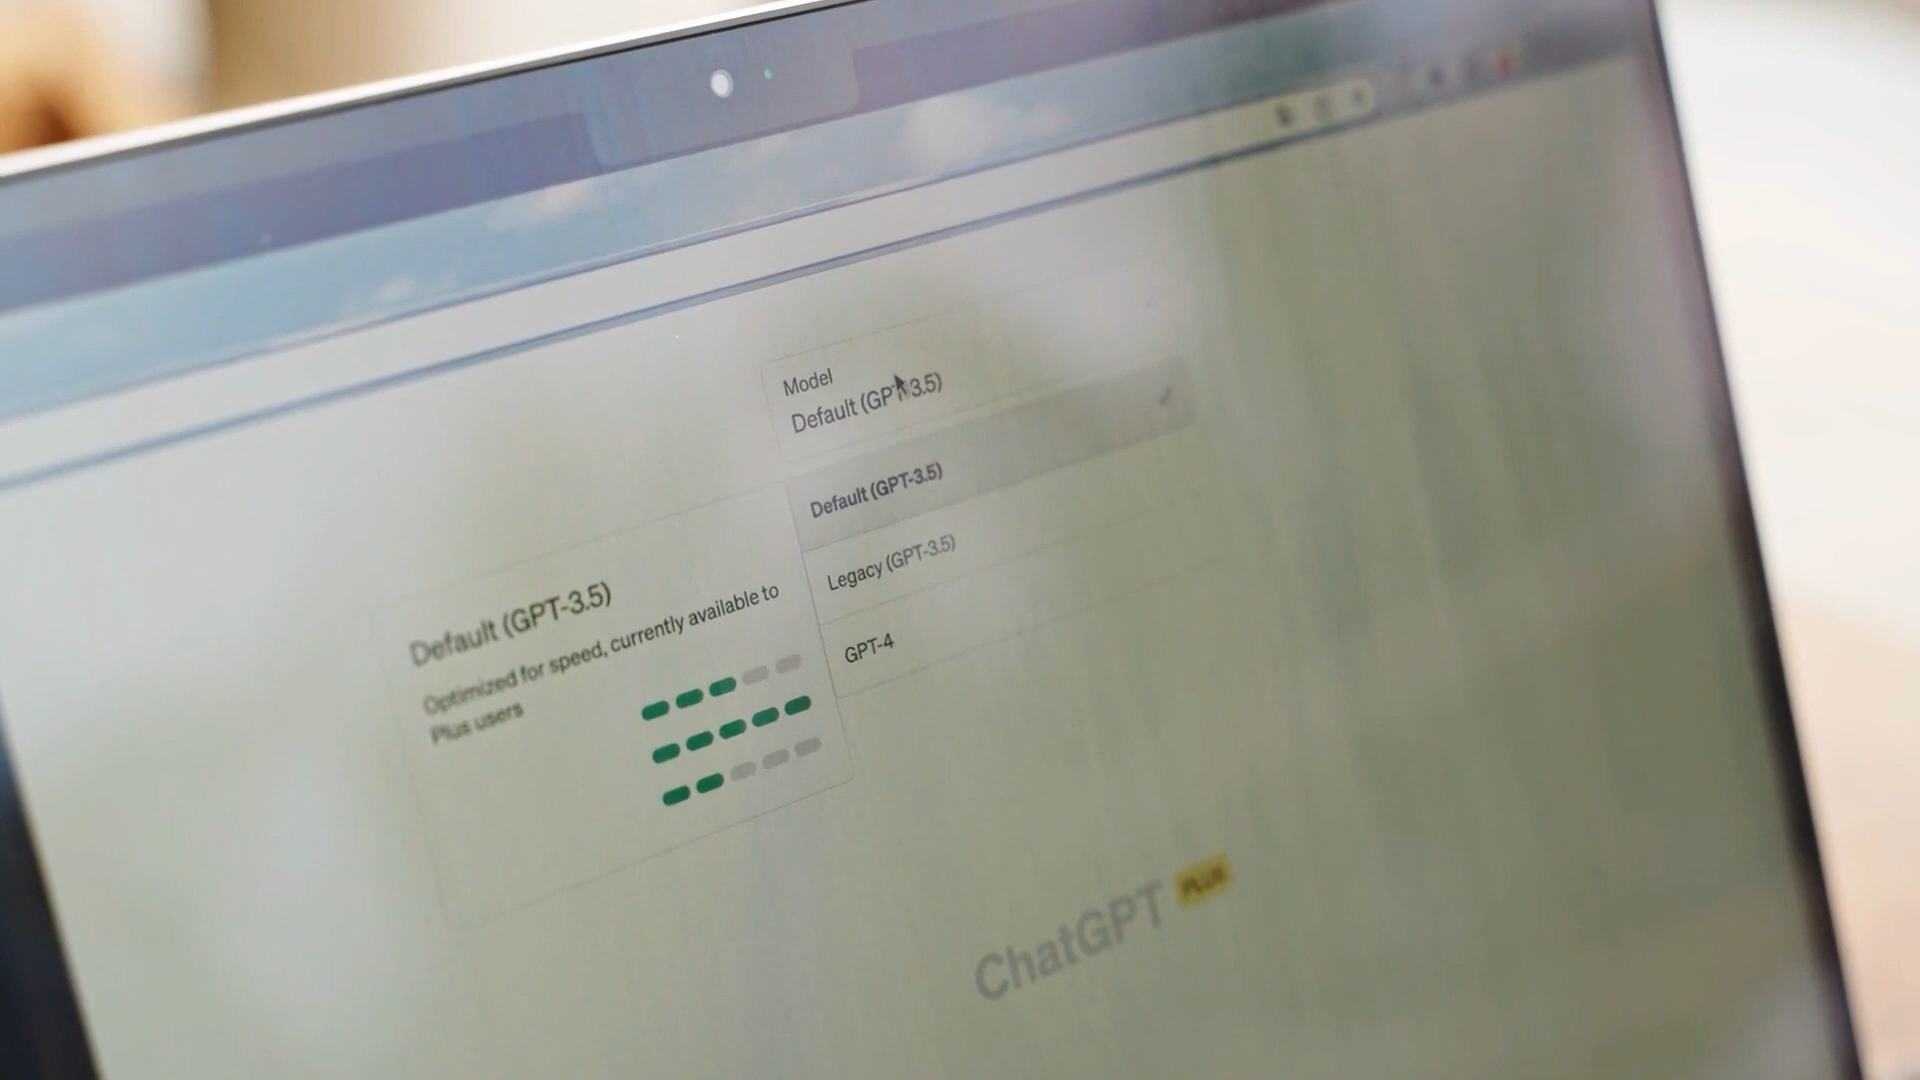 Model
Default (GPT-3.5)
Default (GPT-3.5)
Legacy (GPT-3.5)
GPT-4
Default (GPT-3.5)
Optimized for speed, currently available to
Plus users
ChatGPT PLUS